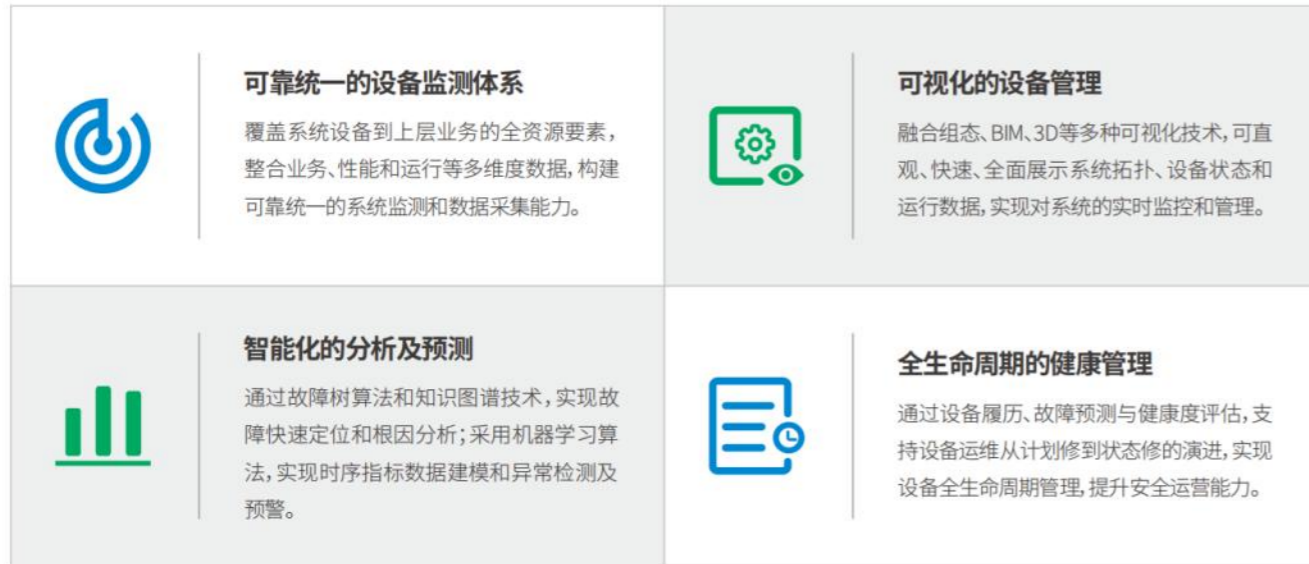 可靠统一的设备监测体系
覆盖系统设备到上层业务的全资源要素，
整合业务、性能和运行等多维度数据，构建
可靠统一的系统监测和数据采集能力。
可视化的设备管理
融合组态、BIM、3D等多种可视化技术，可直
观、快速、全面展示系统拓扑、设备状态和
运行数据，实现对系统的实时监控和管理。
智能化的分析及预测
通过故障树算法和知识图谱技术，实现故
障快速定位和根因分析；采用机器学习算
法，实现时序指标数据建模和异常检测及
预警。
全生命周期的健康管理
通过设备履历、故障预测与健康度评估，支
持设备运维从计划修到状态修的演进，实现
设备全生命周期管理，提升安全运营能力。